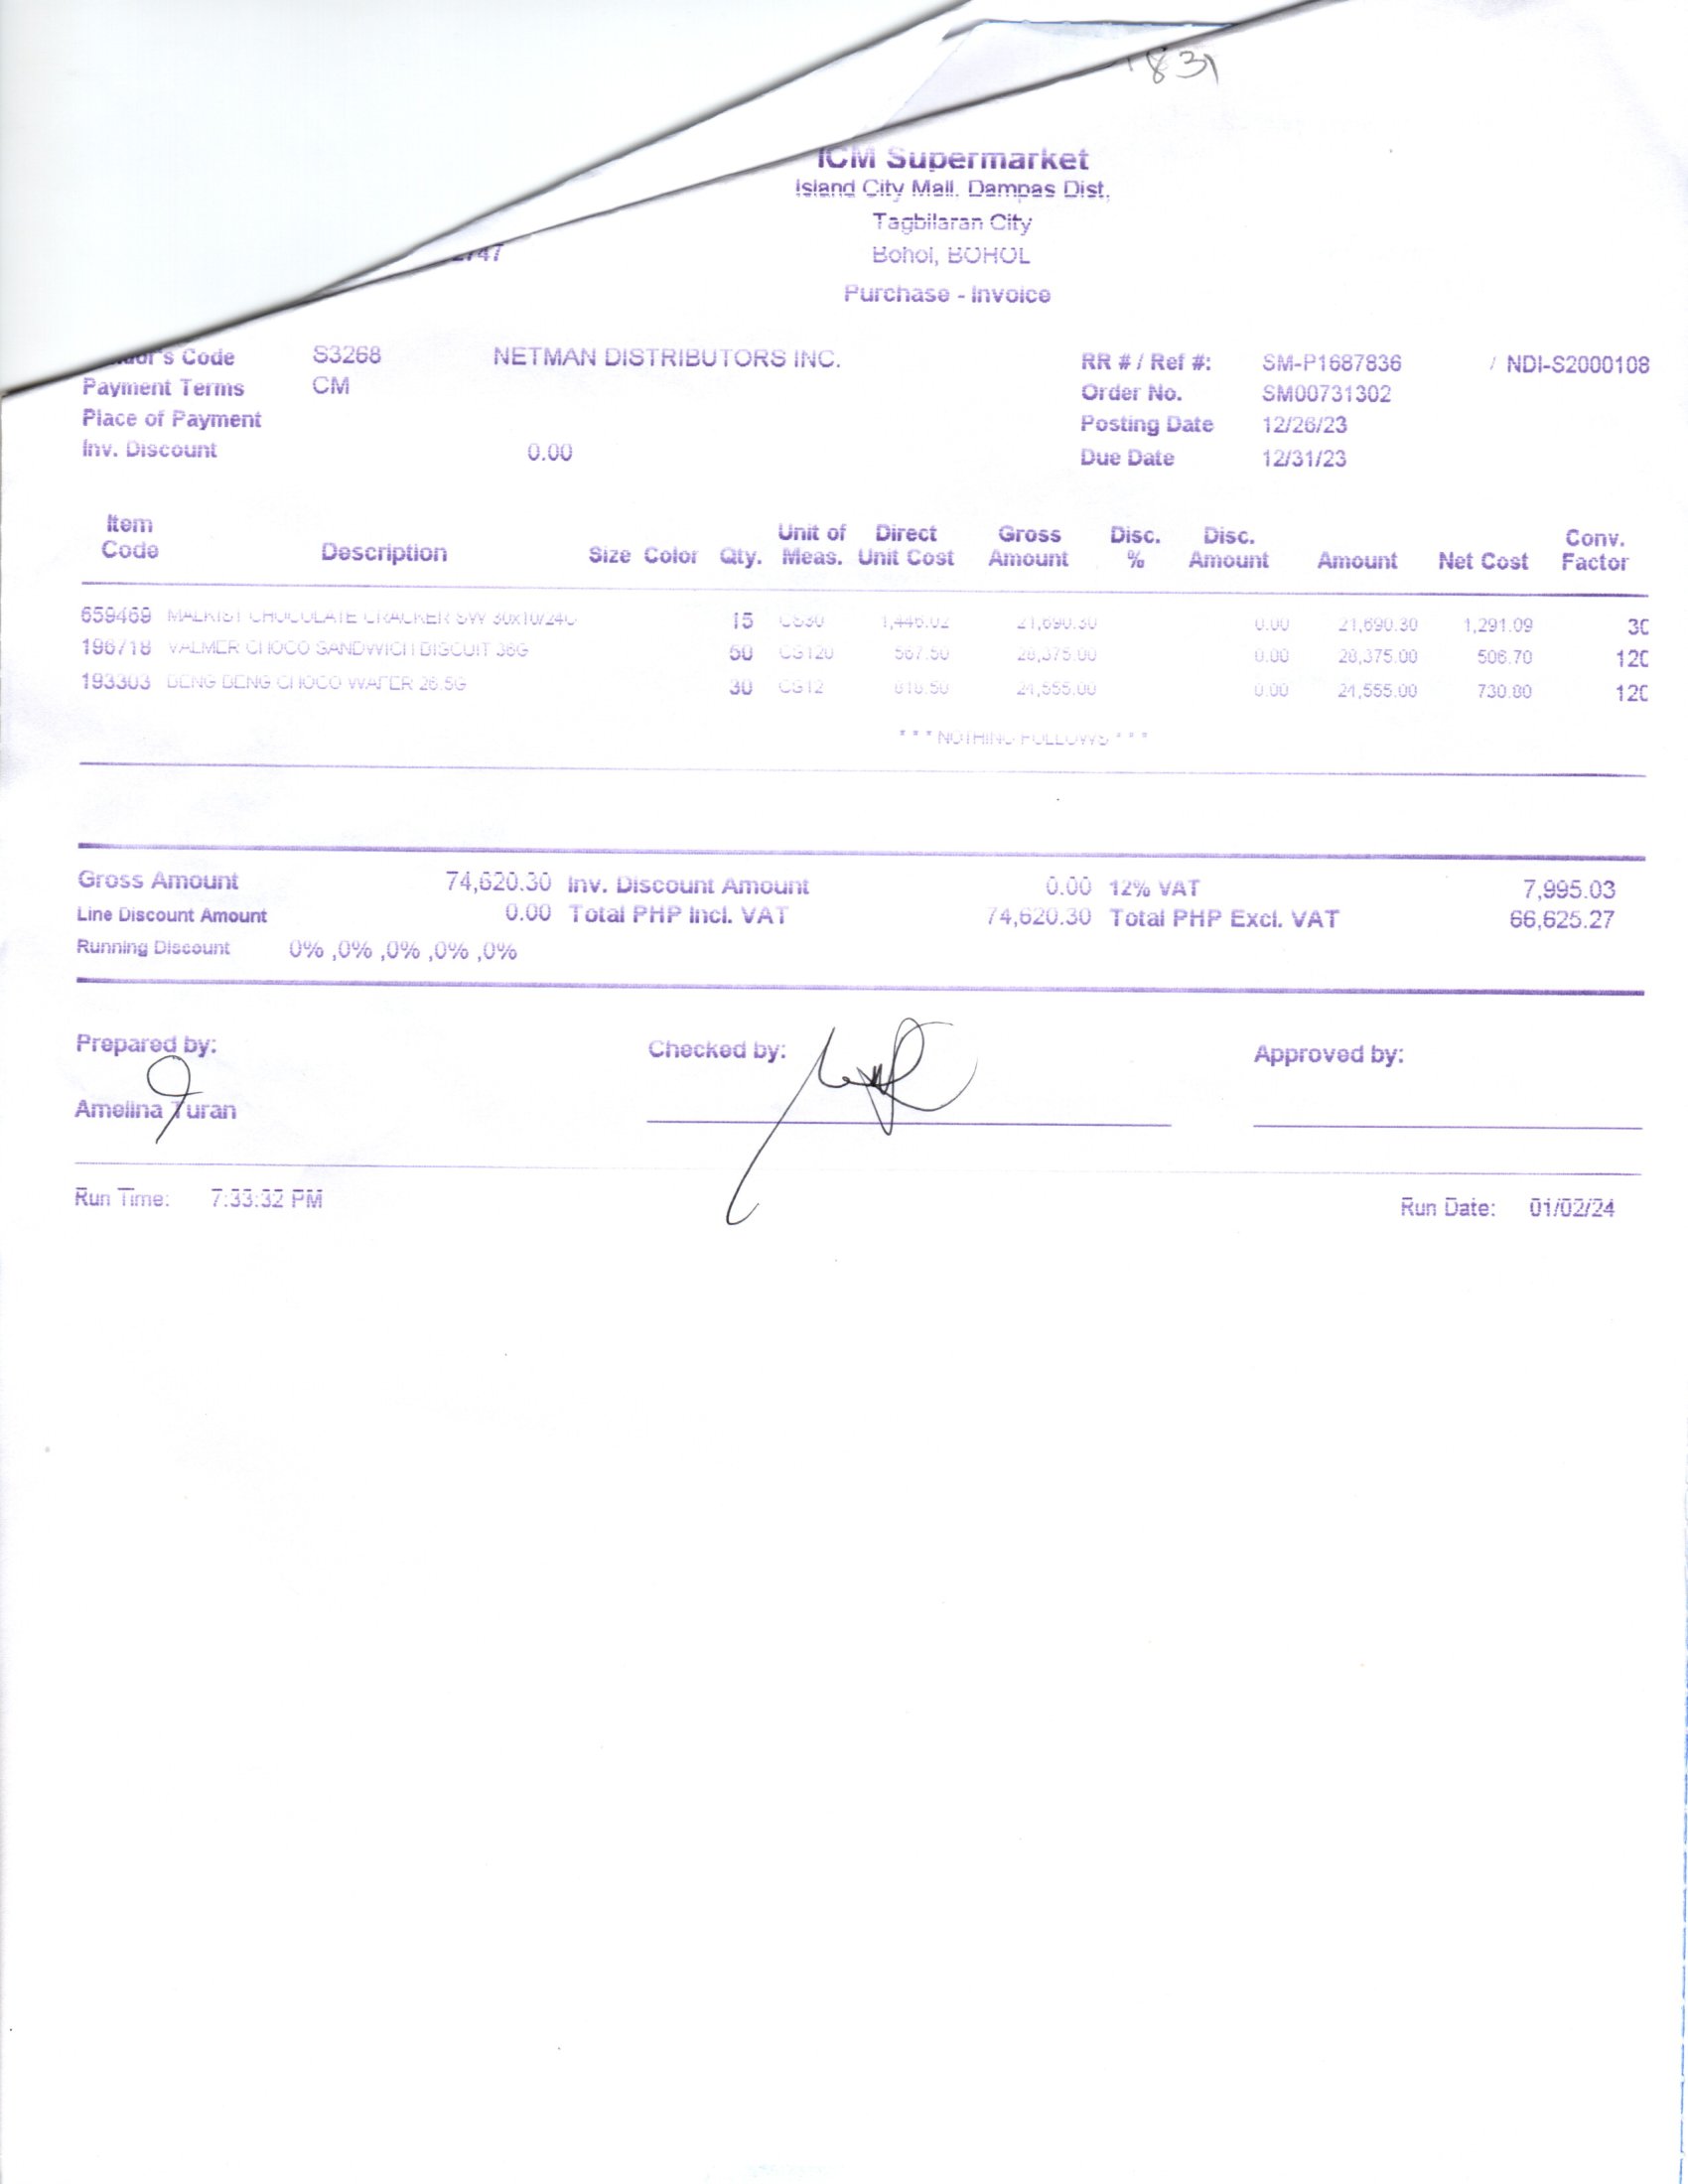 831
ICM Supermarket
Island City Mall. Dampas Dist.
Tagbilaran City
2747
Bohol, BOHOL
Purchase - Invoice
Vendor's Code S3268 NETMAN DISTRIBUTORS INC. RR # / Ref #: SM-P1687836 / NDI-S2000108
Payment Terms CM Order No. SM00731302
Place of Payment Posting Date 12/26/23
Inv. Discount 0.00 Due Date 12/31/23
Item Code Description Size Color Qty. Unit of Meas. Direct Unit Cost Gross Amount Disc. % Disc. Amount Amount Net Cost Conv. Factor
659469 MALKIST CHOCOLATE CRACKER SW 30x10/24G 15 CS30 1,446.02 21,690.30 0.00 21,690.30 1,291.09 30
196718 VALMER CHOCO SANDWICH BISCUIT 36G 50 CS120 567.50 28,375.00 0.00 28,375.00 506.70 120
193303 BENG BENG CHOCO WAFER 26.5G 30 CS12 818.50 24,555.00 0.00 24,555.00 730.80 120
* * * NOTHING FOLLOWS * * *
Gross Amount 74,620.30 Inv. Discount Amount 0.00 12% VAT 7,995.03
Line Discount Amount 0.00 Total PHP Incl. VAT 74,620.30 Total PHP Excl. VAT 66,625.27
Running Discount 0% ,0% ,0% ,0% ,0%
Prepared by: Checked by: Approved by:
Amelina Turan
Run Time: 7:33:32 PM Run Date: 01/02/24